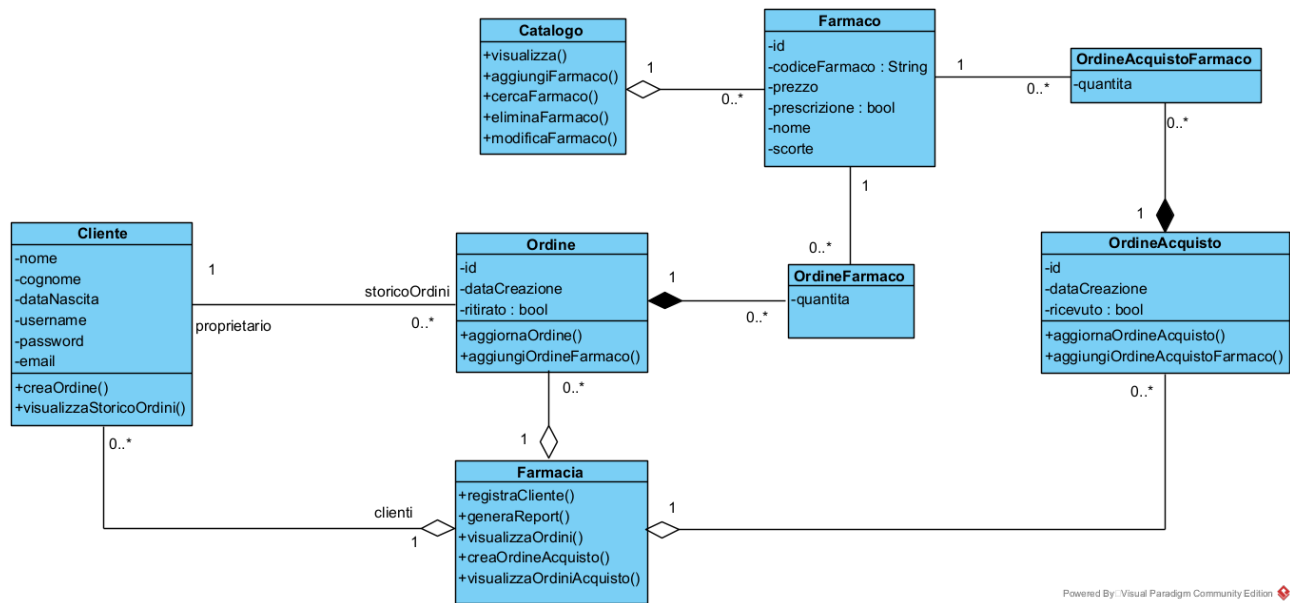 Catalogo
+visualizza()
+aggiungiFarmaco()
+cercaFarmaco()
+eliminaFarmaco()
+modificaFarmaco()
1
0..*
Farmaco
-id
-codiceFarmaco : String
-prezzo
-prescrizione : bool
-nome
-scorte
1
0..*
OrdineAcquistoFarmaco
-quantita
0..*
1
1
0..*
Cliente
-nome
-cognome
-dataNascita
-username
-password
-email
+creaOrdine()
+visualizzaStoricoOrdini()
1
proprietario
storicoOrdini
0..*
Ordine
-id
-dataCreazione
-ritirato : bool
+aggiornaOrdine()
+aggiungiOrdineFarmaco()
1
0..*
OrdineFarmaco
-quantita
OrdineAcquisto
-id
-dataCreazione
-ricevuto : bool
+aggiornaOrdineAcquisto()
+aggiungiOrdineAcquistoFarmaco()
0..*
0..*
1
0..*
clienti
1
Farmacia
+registraCliente()
+generaReport()
+visualizzaOrdini()
+creaOrdineAcquisto()
+visualizzaOrdiniAcquisto()
1
Powered By Visual Paradigm Community Edition